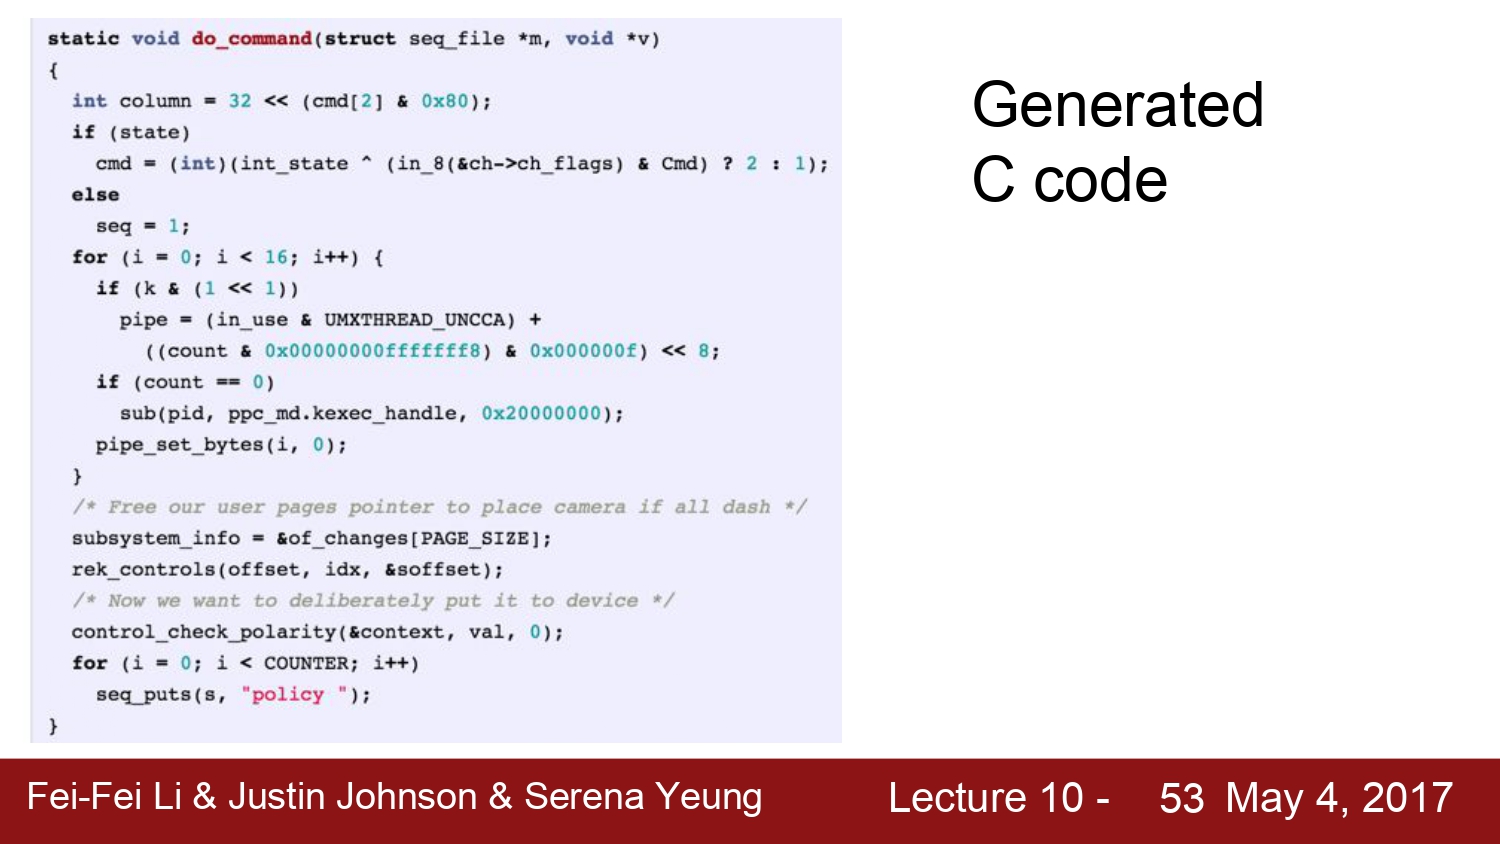 static void do_command(struct seq_file *m, void *v)
{
  int column = 32 << (cmd[2] & 0x80);
  if (state)
    cmd = (int)(int_state ^ (in_8(&ch->ch_flags) & Cmd) ? 2 : 1);
  else
    seq = 1;
  for (i = 0; i < 16; i++) {
    if (k & (1 << 1))
      pipe = (in_use & UMXTHREAD_UNCCA) +
        ((count & 0x00000000fffffff8) & 0x000000f) << 8;
    if (count == 0)
      sub(pid, ppc_md.kexec_handle, 0x20000000);
    pipe_set_bytes(i, 0);
  }
  /* Free our user pages pointer to place camera if all dash */
  subsystem_info = &of_changes[PAGE_SIZE];
  rek_controls(offset, idx, &soffset);
  /* Now we want to deliberately put it to device */
  control_check_polarity(&context, val, 0);
  for (i = 0; i < COUNTER; i++)
    seq_puts(s, "policy ");
}
Generated
C code
Fei-Fei Li & Justin Johnson & Serena Yeung Lecture 10 - 53 May 4, 2017